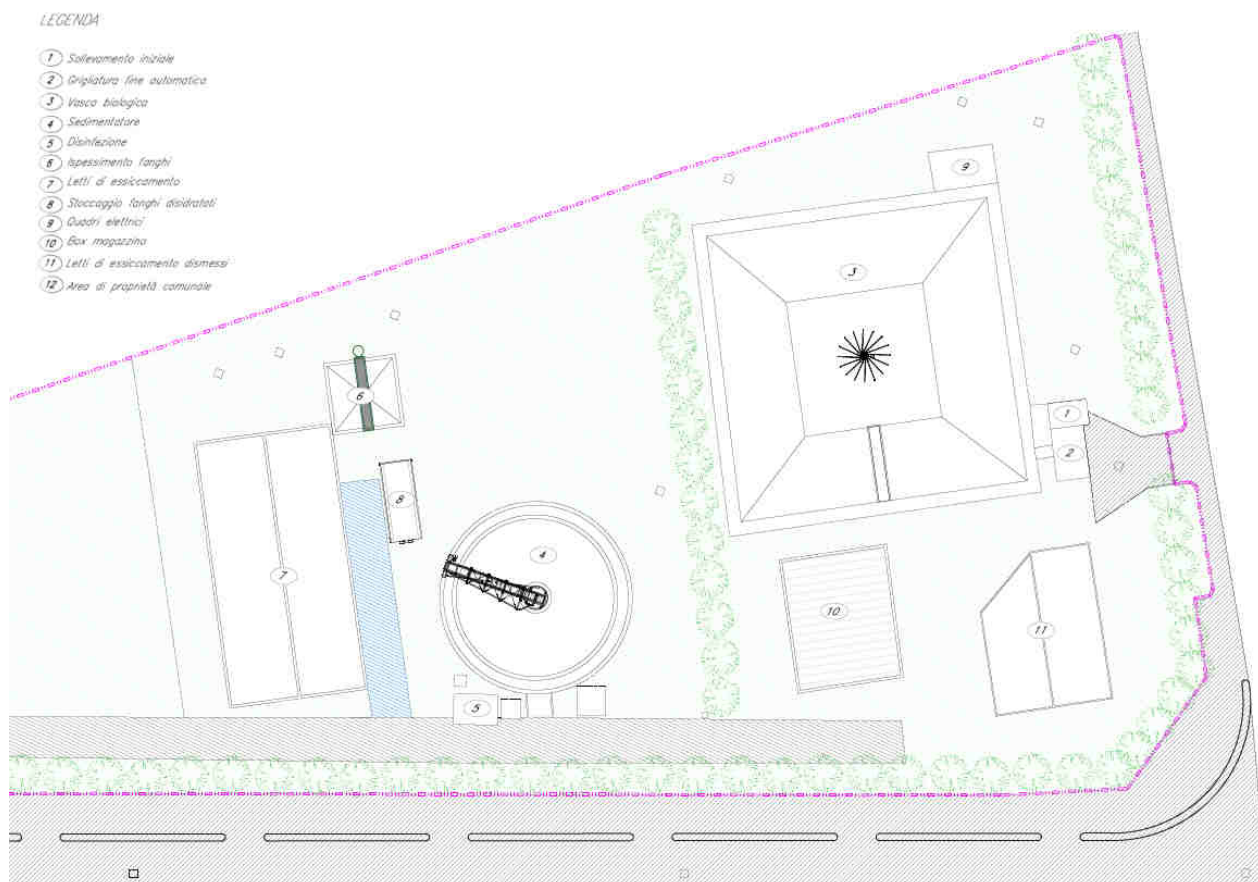 LEGENDA
1 Sollevamento iniziale
2 Grigliatura fine automatica
3 Vasca biologica
4 Sedimentatore
5 Disinfezione
6 Ispessimento fanghi
7 Letti di essiccamento
8 Stoccaggio fanghi disidratati
9 Quadri elettrici
10 Box magazzino
11 Letti di essiccamento dismessi
12 Area di proprietà comunale
9
3
1
6
2
8
4
7
10
11
5